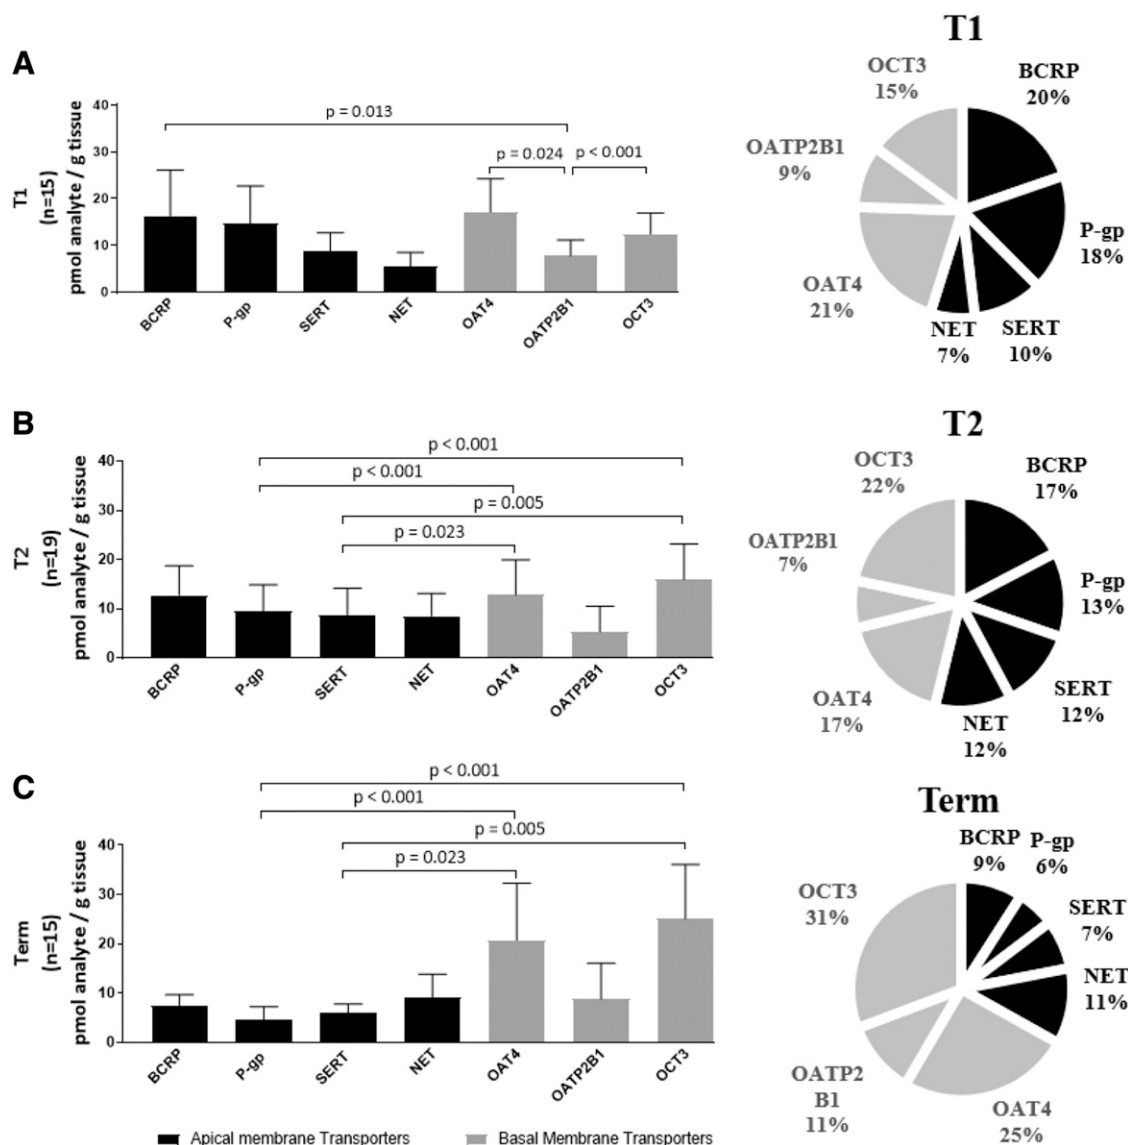 A
T1
(n=15)
pmol analyte / g tissue
40
30
20
10
0
p = 0.013
p = 0.024
p < 0.001
BCRP
P-gp
SERT
NET
OAT4
OATP2B1
OCT3
T1
OCT3
15%
BCRP
20%
OATP2B1
9%
P-gp
18%
OAT4
21%
NET
7%
SERT
10%
B
T2
(n=19)
pmol analyte / g tissue
40
30
20
10
0
p < 0.001
p < 0.001
p = 0.005
p = 0.023
BCRP
P-gp
SERT
NET
OAT4
OATP2B1
OCT3
T2
OCT3
22%
BCRP
17%
OATP2B1
7%
P-gp
13%
OAT4
17%
SERT
12%
NET
12%
C
Term
(n=15)
pmol analyte / g tissue
40
30
20
10
0
p < 0.001
p < 0.001
p = 0.005
p = 0.023
BCRP
P-gp
SERT
NET
OAT4
OATP2B1
OCT3
Term
BCRP
9%
P-gp
6%
OCT3
31%
SERT
7%
NET
11%
OATP2
B1
11%
OAT4
25%
Apical membrane Transporters
Basal Membrane Transporters